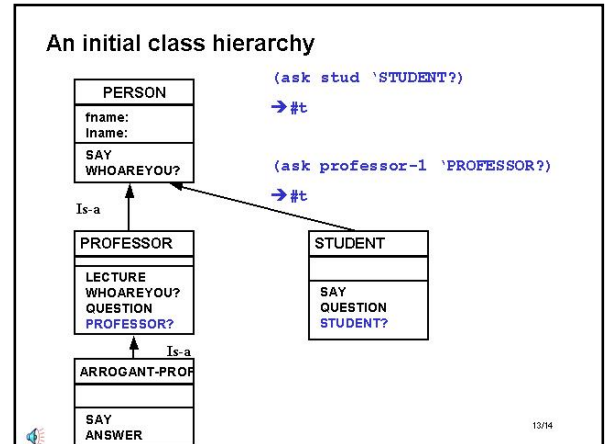 An initial class hierarchy
(ask stud `STUDENT?)
➔#t
(ask professor-1 `PROFESSOR?)
➔#t
PERSON
fname:
lname:
SAY
WHOAREYOU?
Is-a
PROFESSOR
LECTURE
WHOAREYOU?
QUESTION
PROFESSOR?
STUDENT
SAY
QUESTION
STUDENT?
Is-a
ARROGANT-PROF
SAY
ANSWER
13/14